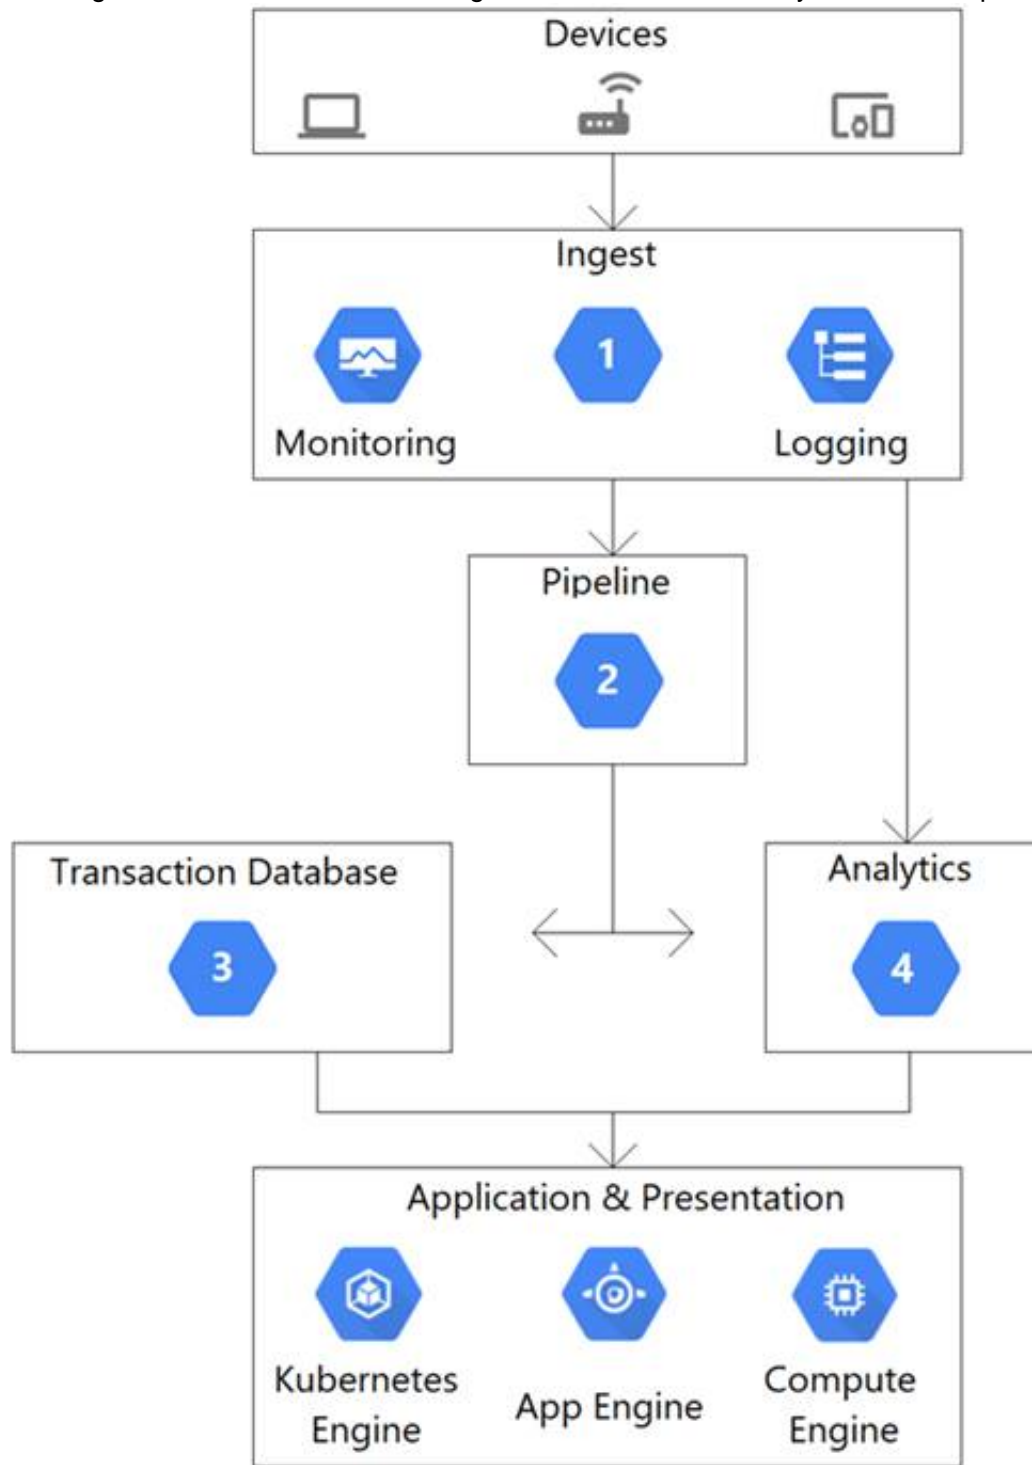 Devices
Ingest
1
Monitoring
Logging
Pipeline
2
Transaction Database
3
Analytics
4
Application & Presentation
Kubernetes
Engine
App Engine
Compute
Engine